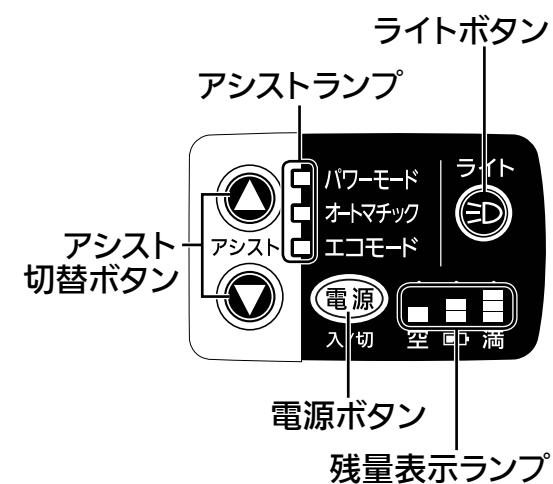 ライトボタン
アシストランプ
ライト
パワーモード
オートマチック
アシスト
エコモード
アシスト
切替ボタン
電源
入/切
空
満
電源ボタン
残量表示ランプ